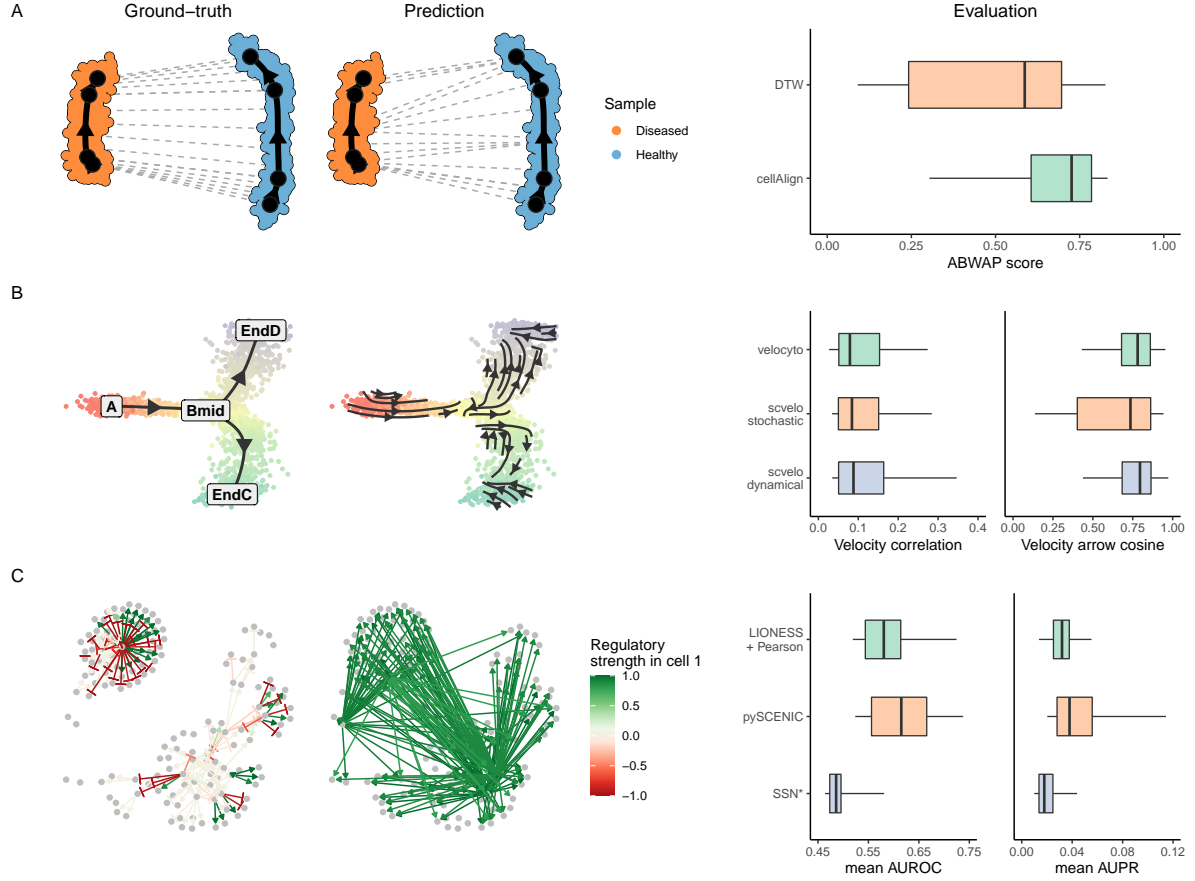 A
Ground−truth
Prediction
Evaluation
Sample
Diseased
Healthy
DTW
cellAlign
0.00
0.25
0.50
0.75
1.00
ABWAP score
B
EndD
A
Bmid
EndC
velocyto
scvelo
stochastic
scvelo
dynamical
0.0
0.1
0.2
0.3
0.4
Velocity correlation
0.00
0.25
0.50
0.75
1.00
Velocity arrow cosine
C
Regulatory
strength in cell 1
1.0
0.5
0.0
−0.5
−1.0
LIONESS
+ Pearson
pySCENIC
SSN*
0.45
0.55
0.65
0.75
mean AUROC
0.00
0.04
0.08
0.12
mean AUPR